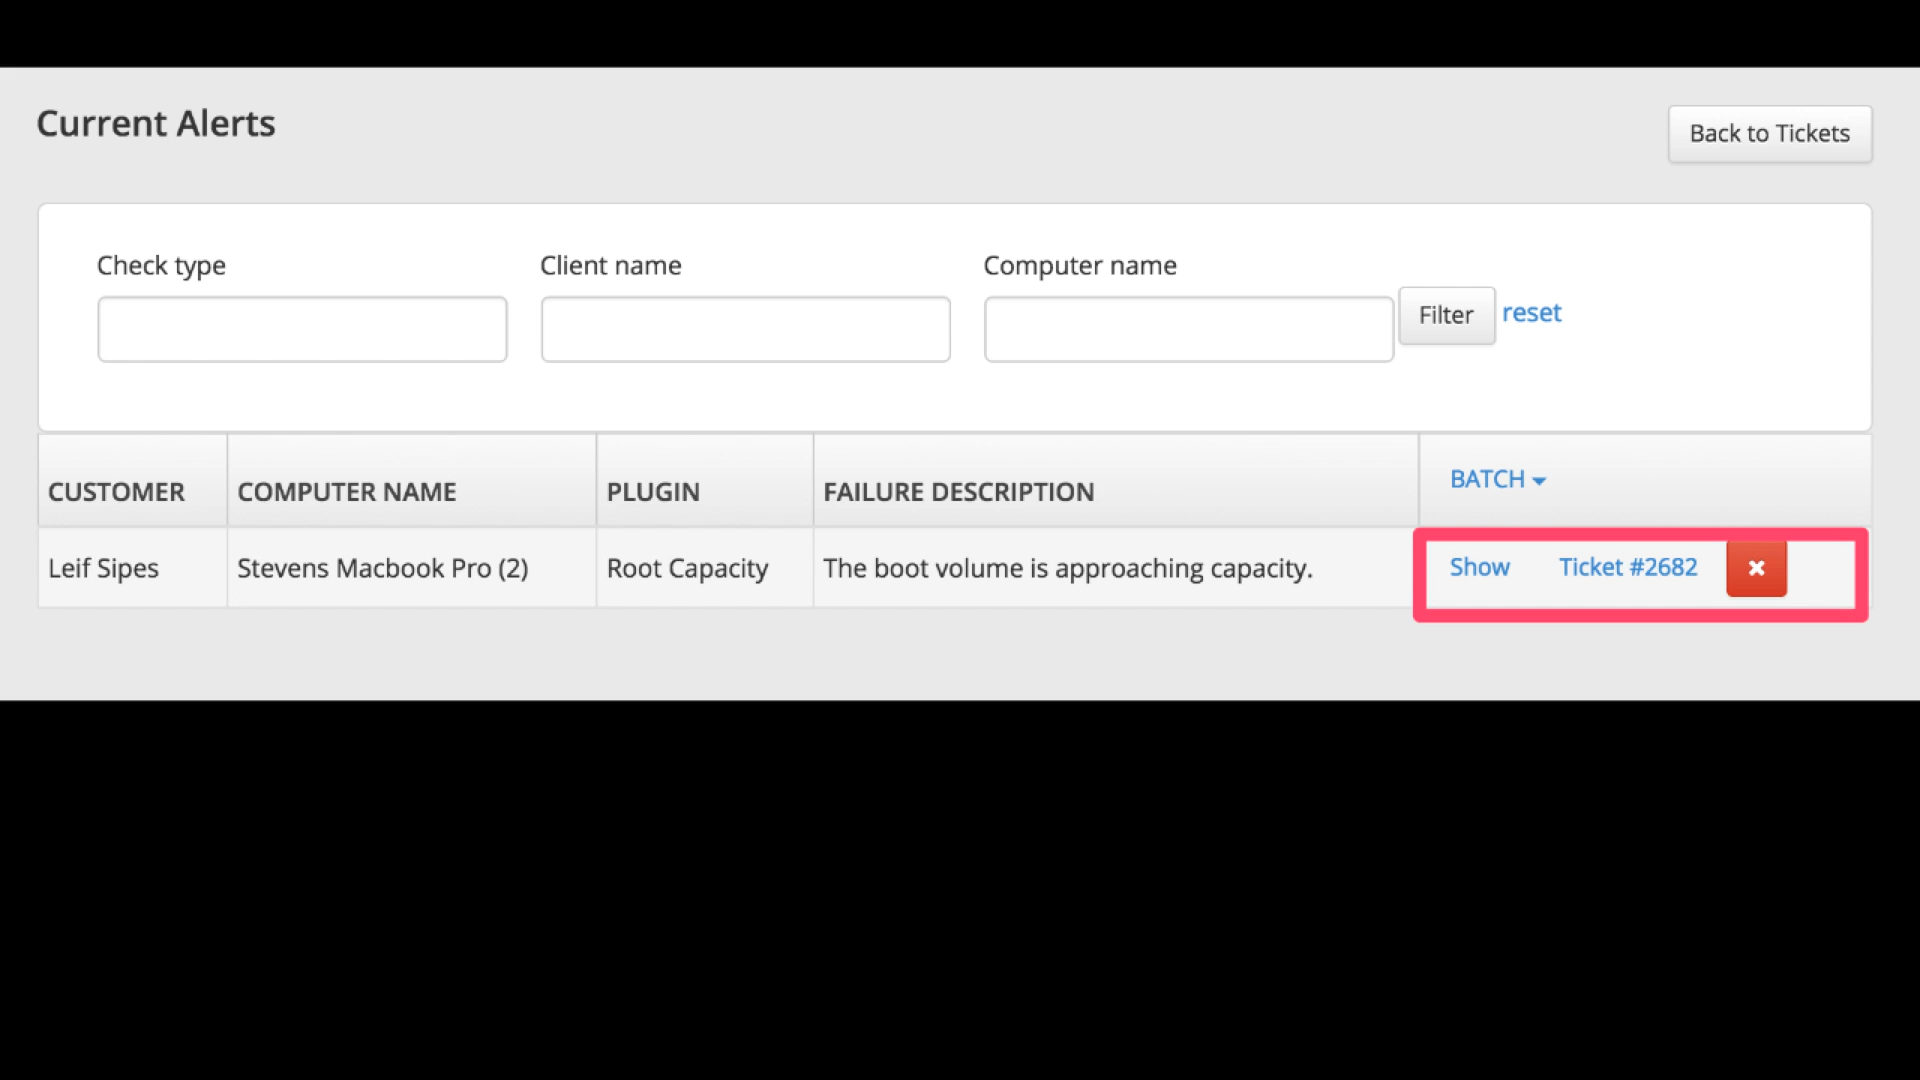 Current Alerts
Back to Tickets
Check type
Client name
Computer name
Filter
reset
CUSTOMER
COMPUTER NAME
PLUGIN
FAILURE DESCRIPTION
BATCH
Leif Sipes
Stevens Macbook Pro (2)
Root Capacity
The boot volume is approaching capacity.
Show
Ticket #2682